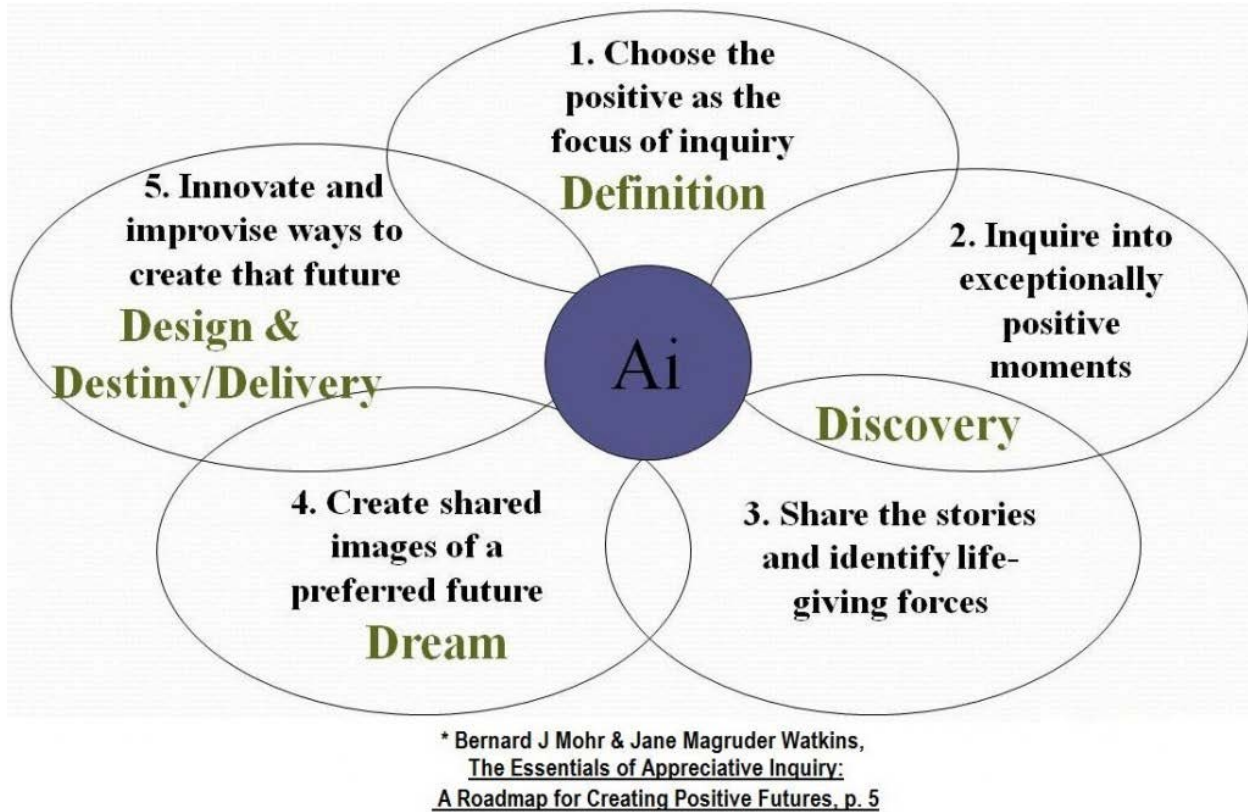 1. Choose the
positive as the
focus of inquiry
Definition
2. Inquire into
exceptionally
positive
moments
Discovery
3. Share the stories
and identify life-
giving forces
4. Create shared
images of a
preferred future
Dream
5. Innovate and
improvise ways to
create that future
Design &
Destiny/Delivery
Ai
* Bernard J Mohr & Jane Magruder Watkins,
The Essentials of Appreciative Inquiry:
A Roadmap for Creating Positive Futures, p. 5